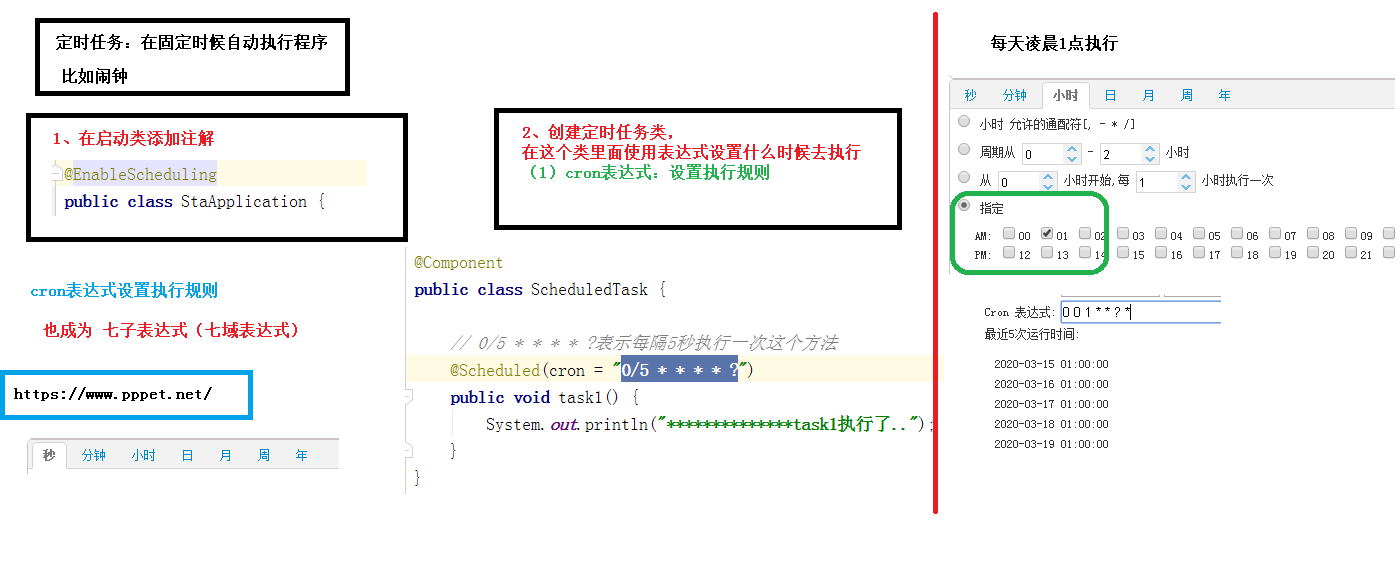 定时任务：在固定时候自动执行程序
比如闹钟
1、在启动类添加注解
@EnableScheduling
public class StaApplication {
cron表达式设置执行规则
也成为 七子表达式（七域表达式）
https://www.pppet.net/
秒 分钟 小时 日 月 周 年
2、创建定时任务类，
在这个类里面使用表达式设置什么时候去执行
（1）cron表达式：设置执行规则
@Component
public class ScheduledTask {
// 0/5 * * * * ?表示每隔5秒执行一次这个方法
@Scheduled(cron = "0/5 * * * * ?")
public void task1() {
System.out.println("**************task1执行了..");
}
}
每天凌晨1点执行
秒 分钟 小时 日 月 周 年
小时 允许的通配符[, - * /]
周期从 0 - 2 小时
从 0 小时开始,每 1 小时执行一次
指定
AM: 00 01 02 03 04 05 06 07 08 09
PM: 12 13 14 15 16 17 18 19 20 21
Cron 表达式: 0 0 1 * * ? *
最近5次运行时间:
2020-03-15 01:00:00
2020-03-16 01:00:00
2020-03-17 01:00:00
2020-03-18 01:00:00
2020-03-19 01:00:00